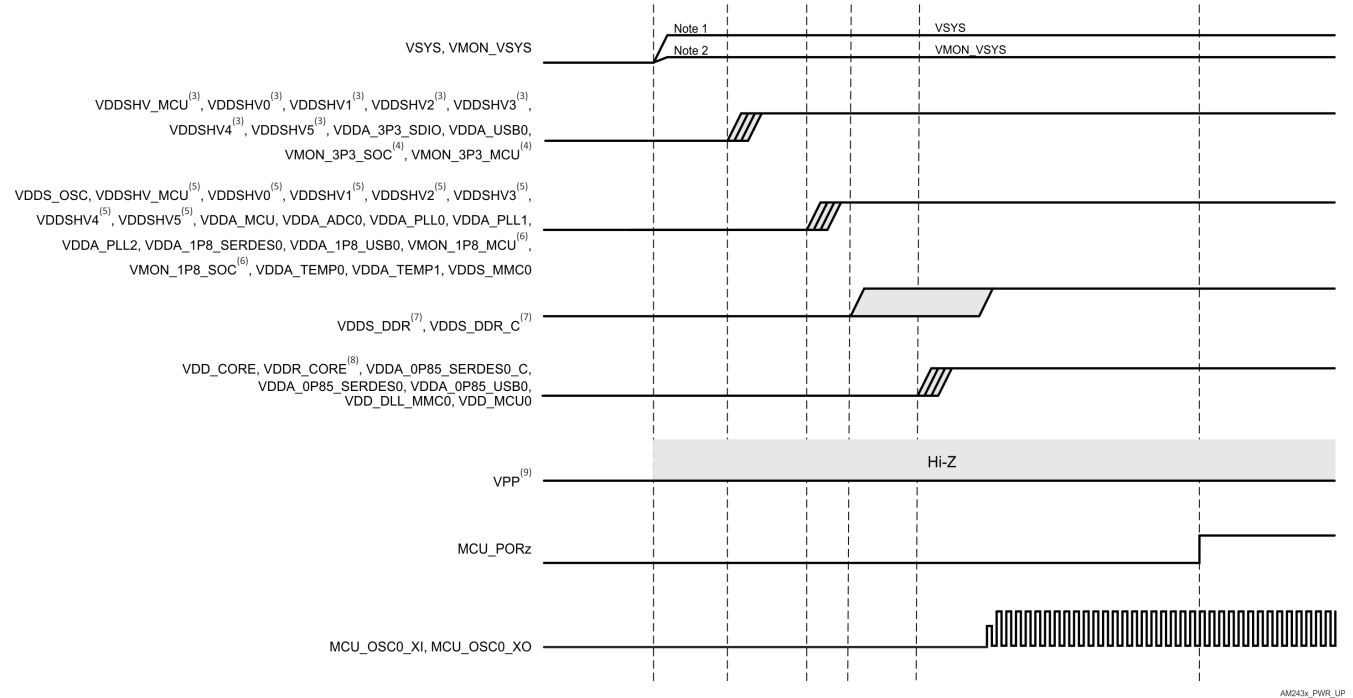 Note 1
VSYS
VSYS, VMON_VSYS
Note 2
VMON_VSYS
VDDSHV_MCU(3), VDDSHV0(3), VDDSHV1(3), VDDSHV2(3), VDDSHV3(3),
VDDSHV4(3), VDDSHV5(3), VDDA_3P3_SDIO, VDDA_USB0,
VMON_3P3_SOC(4), VMON_3P3_MCU(4)
VDDS_OSC, VDDSHV_MCU(5), VDDSHV0(5), VDDSHV1(5), VDDSHV2(5), VDDSHV3(5),
VDDSHV4(5), VDDSHV5(5), VDDA_MCU, VDDA_ADC0, VDDA_PLL0, VDDA_PLL1,
VDDA_PLL2, VDDA_1P8_SERDES0, VDDA_1P8_USB0, VMON_1P8_MCU(6),
VMON_1P8_SOC(6), VDDA_TEMP0, VDDA_TEMP1, VDDS_MMC0
VDDS_DDR(7), VDDS_DDR_C(7)
VDD_CORE, VDDR_CORE(8), VDDA_0P85_SERDES0_C,
VDDA_0P85_SERDES0, VDDA_0P85_USB0,
VDD_DLL_MMC0, VDD_MCU0
Hi-Z
VPP(9)
MCU_PORz
MCU_OSC0_XI, MCU_OSC0_XO
AM243x_PWR_UP